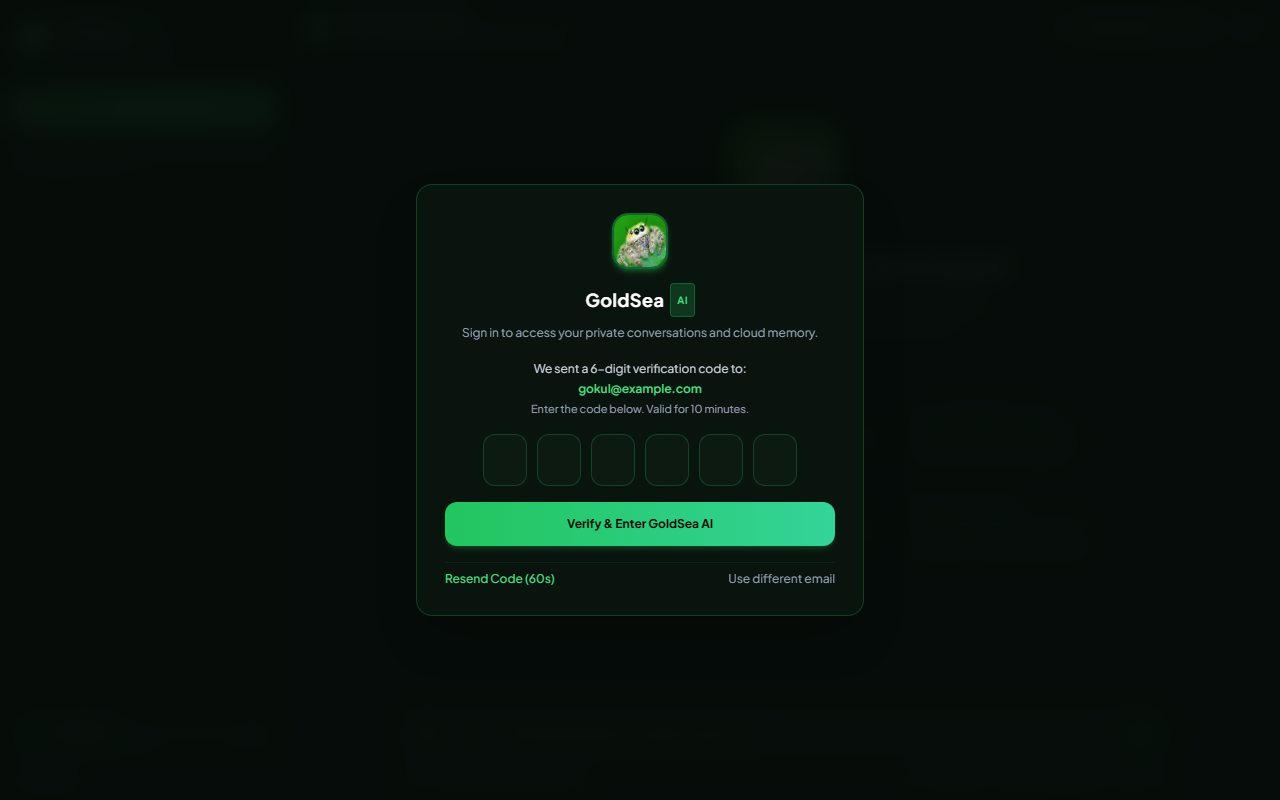 GoldSea AI
Sign in to access your private conversations and cloud memory.
We sent a 6-digit verification code to:
gokul@example.com
Enter the code below. Valid for 10 minutes.
Verify & Enter GoldSea AI
Resend Code (60s) Use different email